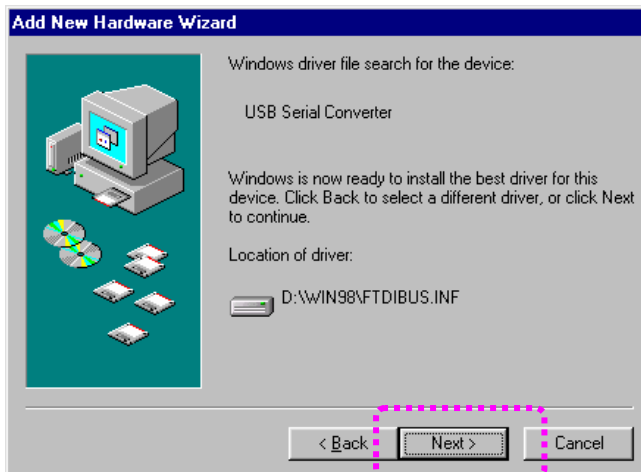 Add New Hardware Wizard
Windows driver file search for the device:
USB Serial Converter
Windows is now ready to install the best driver for this
device. Click Back to select a different driver, or click Next
to continue.
Location of driver:
D:\WIN98\FTDIBUS.INF
< Back
Next >
Cancel